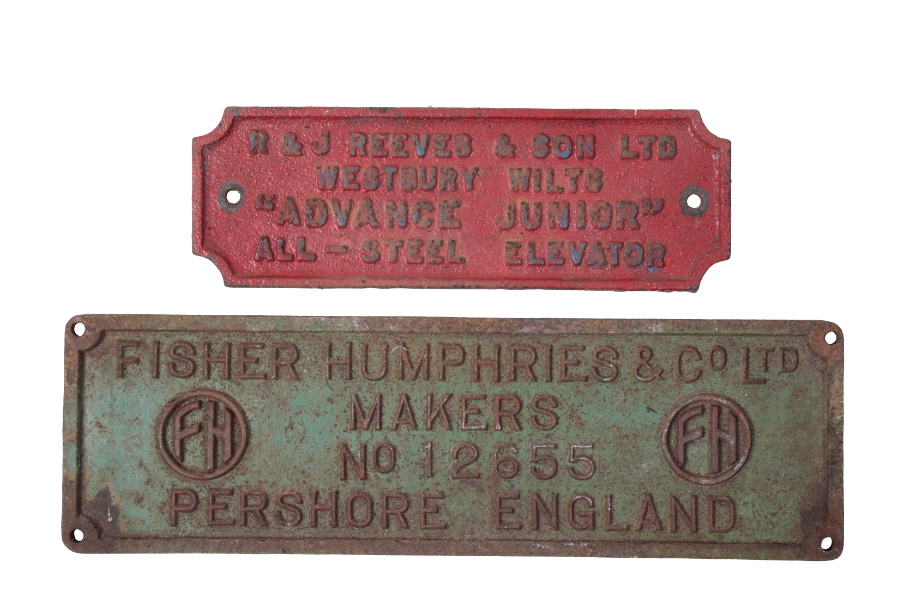 R & J REEVES & SON LTD
WESTBURY WILTS
"ADVANCE JUNIOR"
ALL - STEEL ELEVATOR
FISHER HUMPHRIES & Co LTD
MAKERS
FH FH
No 12655
PERSHORE ENGLAND